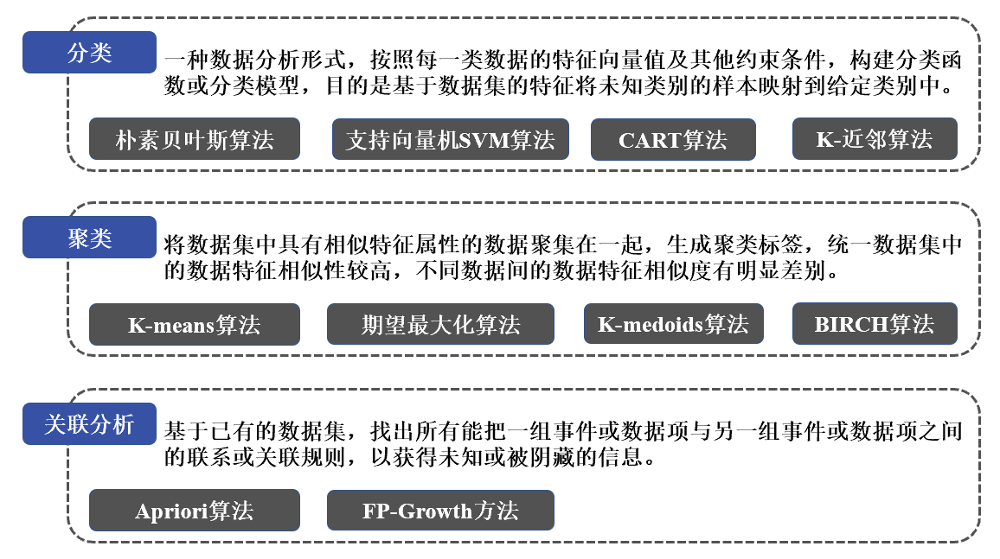 分类
一种数据分析形式，按照每一类数据的特征向量值及其他约束条件，构建分类函
数或分类模型，目的是基于数据集的特征将未知类别的样本映射到给定类别中。
朴素贝叶斯算法 支持向量机SVM算法 CART算法 K-近邻算法
聚类
将数据集中具有相似特征属性的数据聚集在一起，生成聚类标签，统一数据集中
的数据特征相似性较高，不同数据间的数据特征相似度有明显差别。
K-means算法 期望最大化算法 K-medoids算法 BIRCH算法
关联分析
基于已有的数据集，找出所有能把一组事件或数据项与另一组事件或数据项之间
的联系或关联规则，以获得未知或被阴藏的信息。
Apriori算法 FP-Growth方法